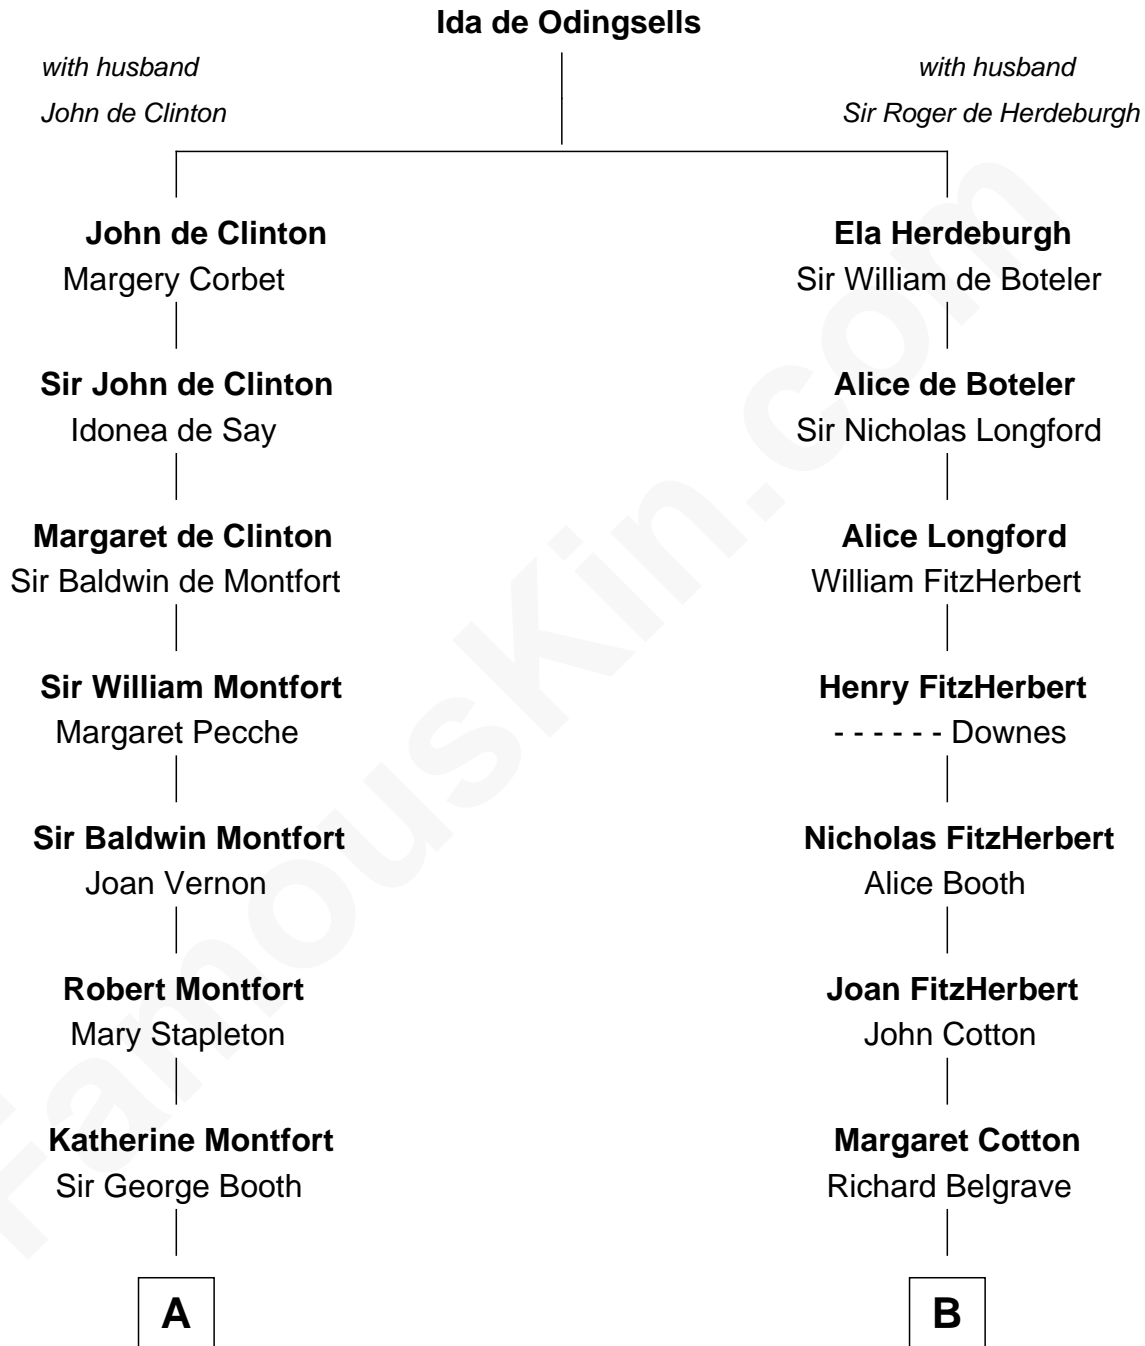 Ida de Odingsells
with husband
John de Clinton
with husband
Sir Roger de Herdeburgh
John de Clinton
Margery Corbet
Ela Herdeburgh
Sir William de Boteler
Sir John de Clinton
Idonea de Say
Alice de Boteler
Sir Nicholas Longford
Margaret de Clinton
Sir Baldwin de Montfort
Alice Longford
William FitzHerbert
Sir William Montfort
Margaret Pecche
Henry FitzHerbert
- - - - - - Downes
Sir Baldwin Montfort
Joan Vernon
Nicholas FitzHerbert
Alice Booth
Robert Montfort
Mary Stapleton
Joan FitzHerbert
John Cotton
Katherine Montfort
Sir George Booth
Margaret Cotton
Richard Belgrave
A
B
FamousKin.com